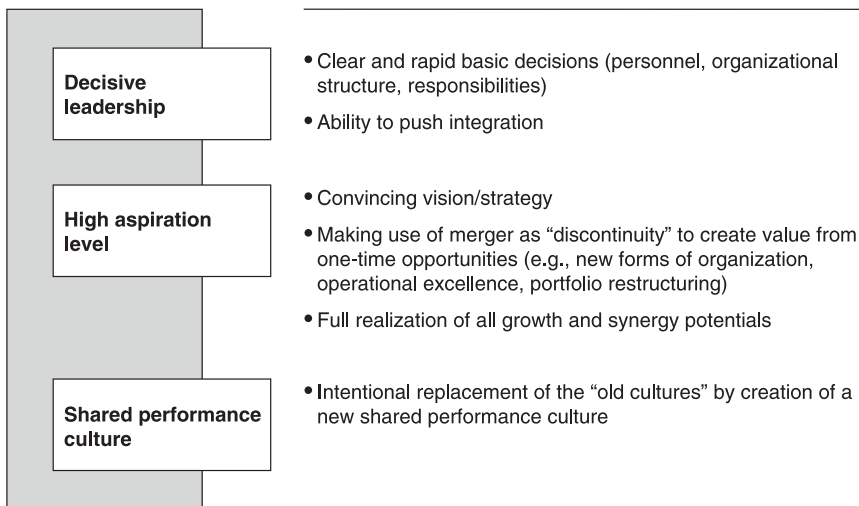 Decisive
leadership
• Clear and rapid basic decisions (personnel, organizational
structure, responsibilities)
• Ability to push integration
High aspiration
level
• Convincing vision/strategy
• Making use of merger as “discontinuity” to create value from
one-time opportunities (e.g., new forms of organization,
operational excellence, portfolio restructuring)
• Full realization of all growth and synergy potentials
Shared performance
culture
• Intentional replacement of the “old cultures” by creation of a
new shared performance culture